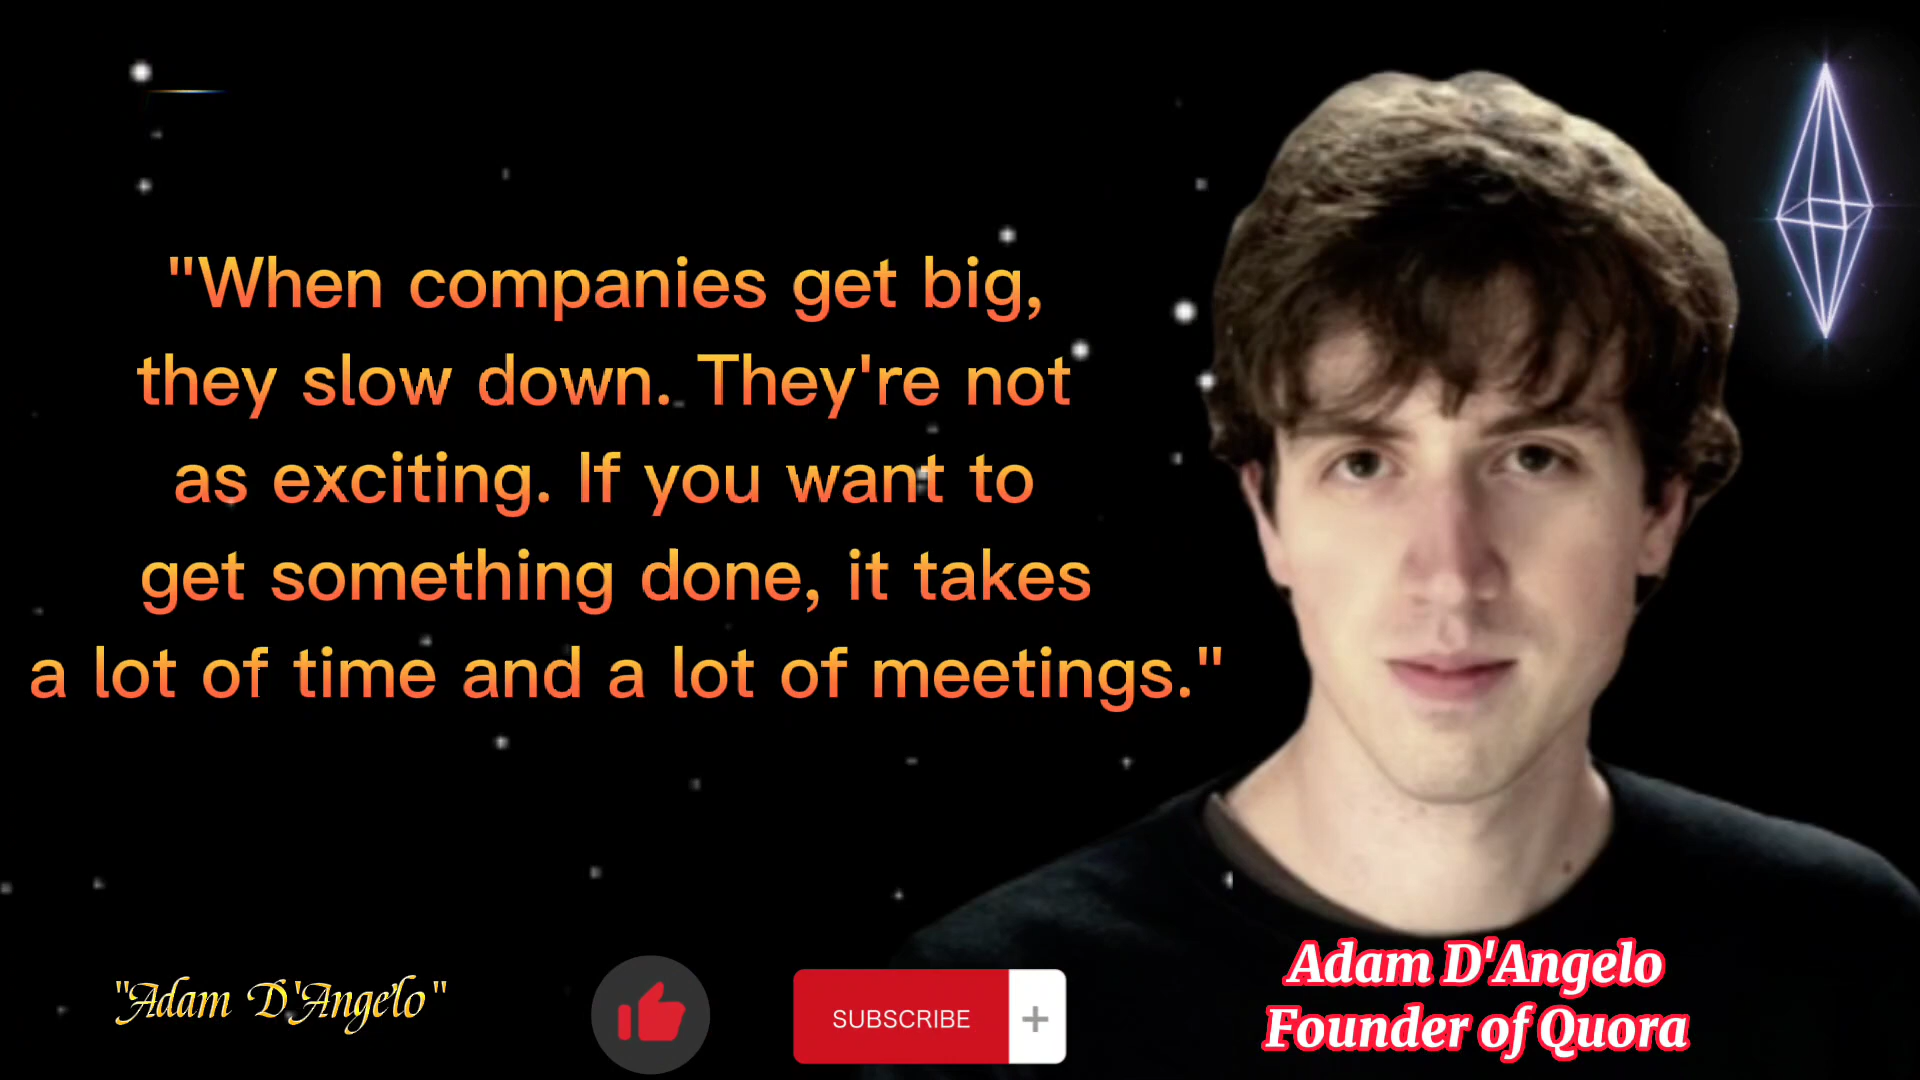 "When companies get big,
they slow down. They're not
as exciting. If you want to
get something done, it takes
a lot of time and a lot of meetings."
"Adam D'Angelo"
SUBSCRIBE +
Adam D'Angelo
Founder of Quora